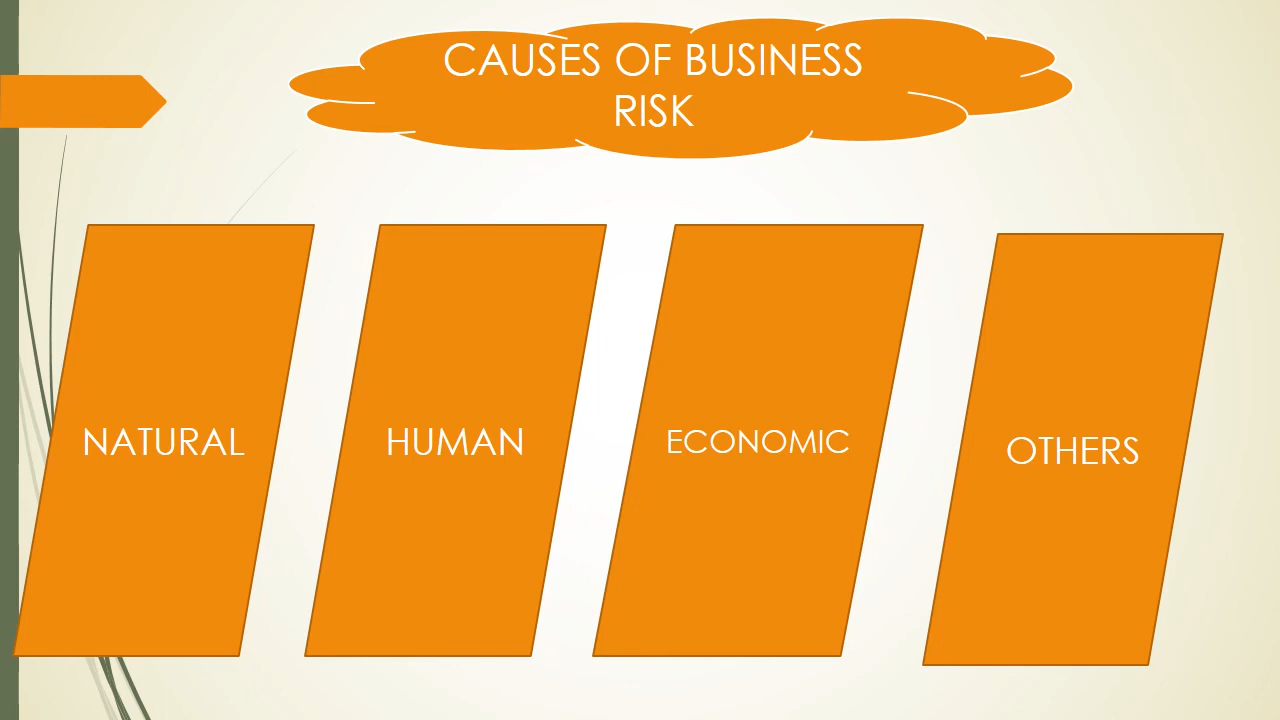 CAUSES OF BUSINESS
RISK
NATURAL
HUMAN
ECONOMIC
OTHERS